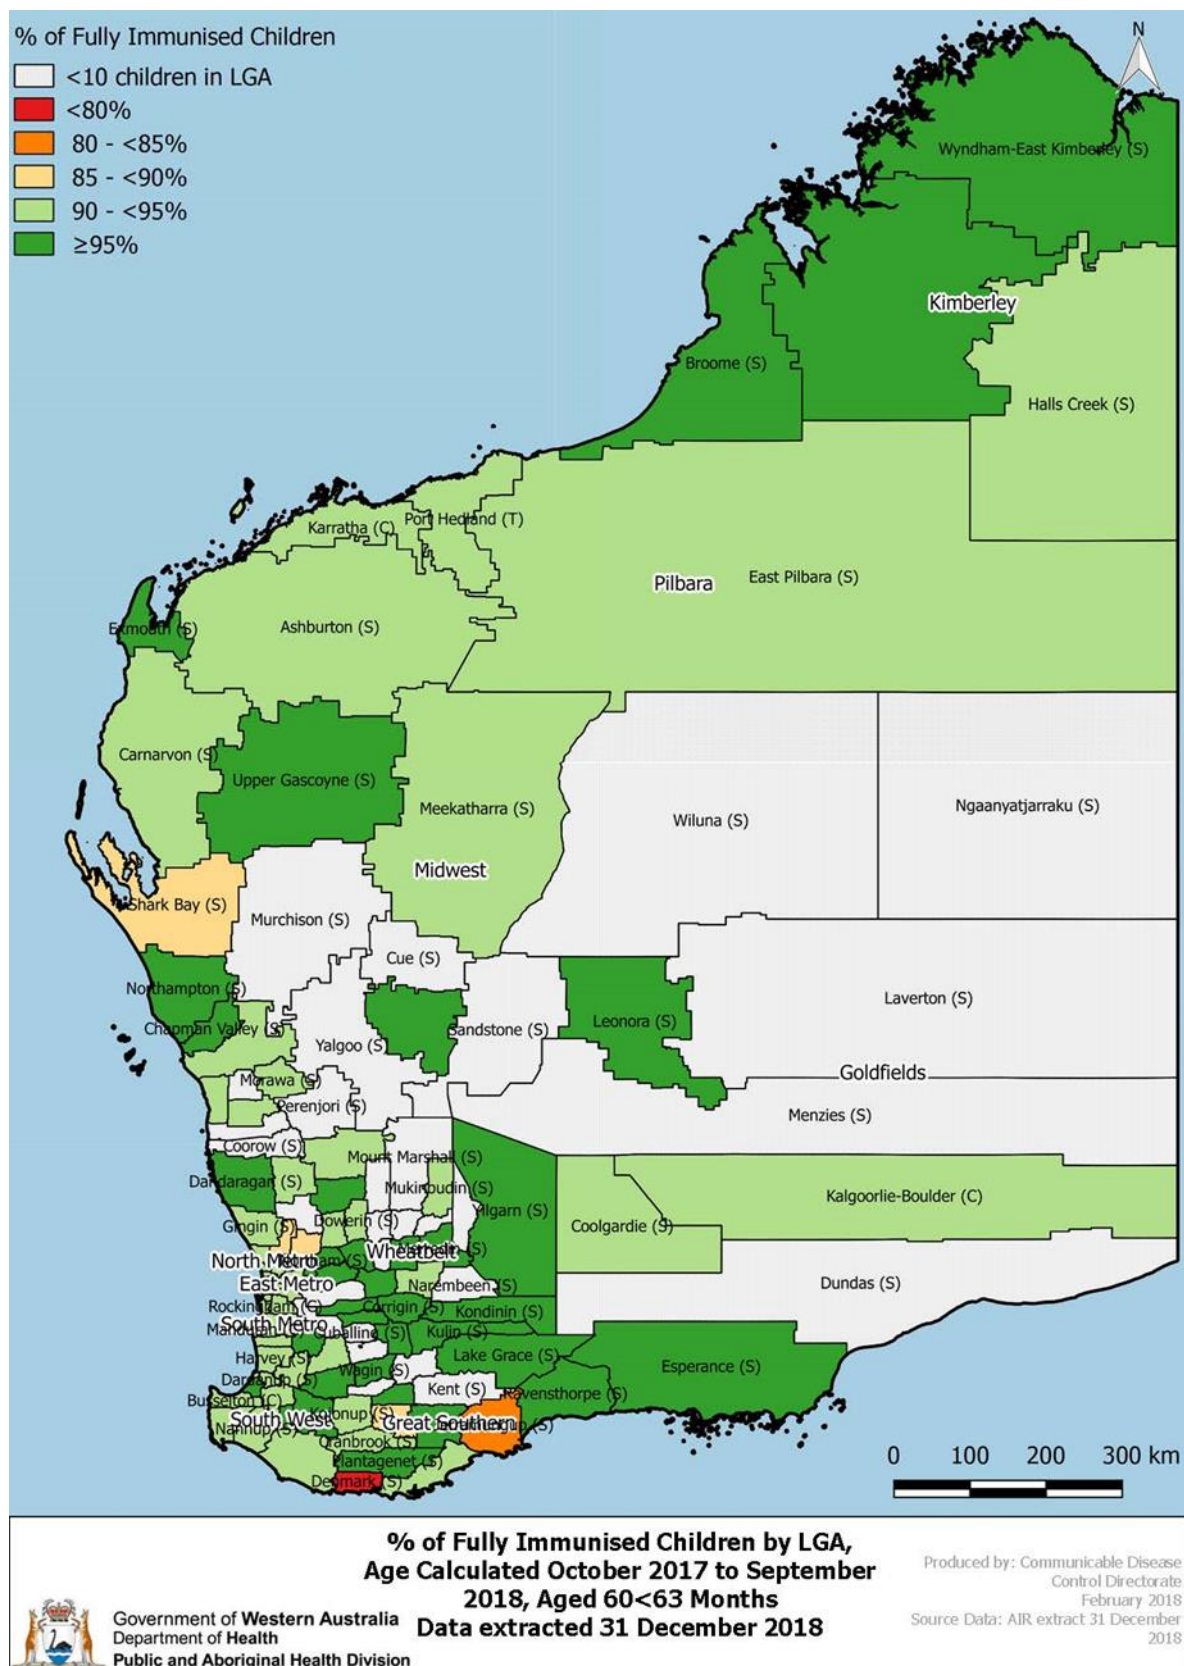 % of Fully Immunised Children
<10 children in LGA
<80%
80 - <85%
85 - <90%
90 - <95%
≥95%
N
Wyndham-East Kimberley (S)
Kimberley
Broome (S)
Halls Creek (S)
Port Hedland (T)
Karratha (C)
East Pilbara (S)
Pilbara
Exmouth (S)
Ashburton (S)
Carnarvon (S)
Upper Gascoyne (S)
Meekatharra (S)
Ngaanyatjarraku (S)
Wiluna (S)
Midwest
Shark Bay (S)
Murchison (S)
Cue (S)
Northampton (S)
Laverton (S)
Chapman Valley (S)
Leonora (S)
Sandstone (S)
Yalgoo (S)
Goldfields
Morawa (S)
Perenjori (S)
Menzies (S)
Coorow (S)
Mount Marshall (S)
Dandaragan (S)
Mukinbudin (S)
Kalgoorlie-Boulder (C)
Yilgarn (S)
Gingin (S)
Dowerin (S)
Coolgardie (S)
Merredin (S)
Wheatbelt
North Metro
Northam (S)
East Metro
Narembeen (S)
Dundas (S)
Rockingham (C)
Corrigin (S)
Kondinin (S)
South Metro
Mandurah (C)
Cuballing (S)
Kulin (S)
Harvey (S)
Lake Grace (S)
Esperance (S)
Wagin (S)
Dardanup (S)
Kent (S)
Ravensthorpe (S)
Busselton (C)
Kojonup (S)
South West
Great Southern
Nannup (S)
Cranbrook (S)
Plantagenet (S)
Denmark (S)
0 100 200 300 km
% of Fully Immunised Children by LGA,
Age Calculated October 2017 to September
2018, Aged 60<63 Months
Data extracted 31 December 2018
Produced by: Communicable Disease
Control Directorate
February 2018
Source Data: AIR extract 31 December
2018
Government of Western Australia
Department of Health
Public and Aboriginal Health Division